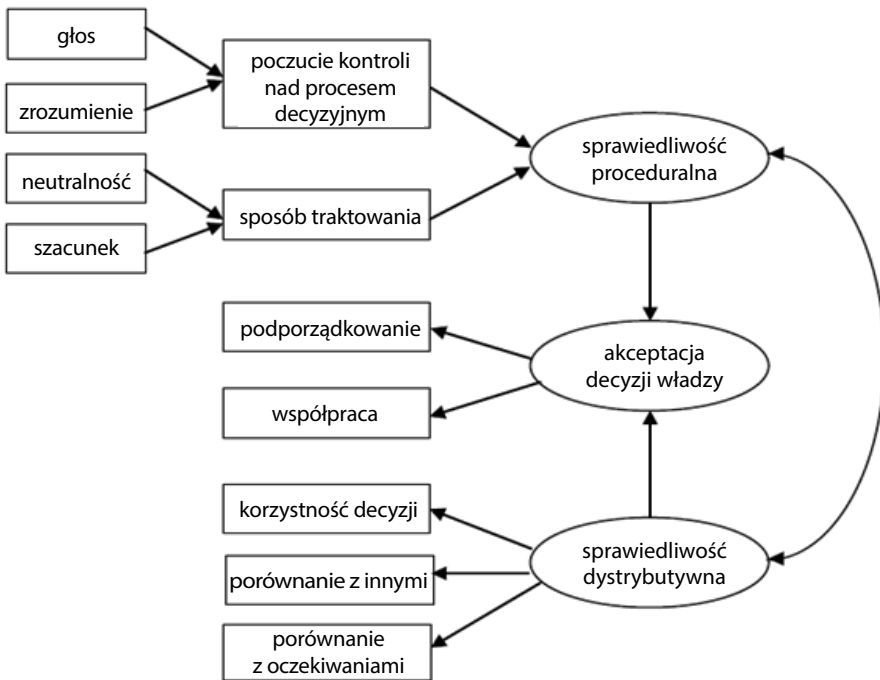 głos
zrozumienie
neutralność
szacunek
poczucie kontroli
nad procesem
decyzyjnym
sposób traktowania
sprawiedliwość
proceduralna
podporządkowanie
współpraca
akceptacja
decyzji władzy
korzystność decyzji
porównanie z innymi
porównanie
z oczekiwaniami
sprawiedliwość
dystrybutywna